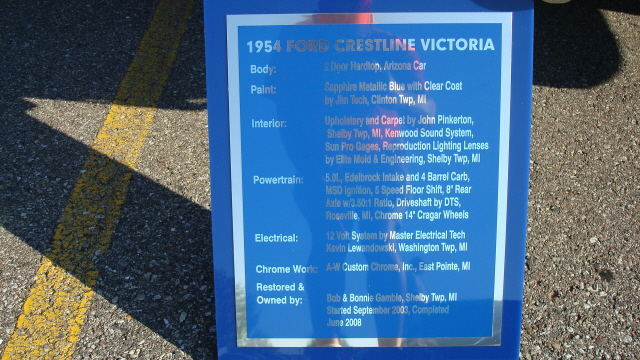 1954 FORD CRESTLINE VICTORIA
Body: 2 Door Hardtop, Arizona Car
Paint: Sapphire Metallic Blue with Clear Coat
by Jim Tech, Clinton Twp, MI
Interior: Upholstary and Carpet by John Pinkerton,
Shelby Twp, MI, Kenwood Sound System,
Sun Pro Gages, Reproduction Lighting Lenses
by Elite Mold & Engineering, Shelby Twp, MI
Powertrain: 5.0L, Edelbrock Intake and 4 Barrel Carb,
MSD Ignition, 5 Speed Floor Shift, 8" Rear
Axle w/3.50:1 Ratio, Driveshaft by DTS,
Roseville, MI, Chrome 14" Cragar Wheels
Electrical: 12 Volt System by Master Electrical Tech
Kevin Lewandowski, Washington Twp, MI
Chrome Work: A-W Custom Chrome, Inc., East Pointe, MI
Restored &
Owned by: Bob & Bonnie Gamble, Shelby Twp, MI
Started September 2003, Completed
June 2008